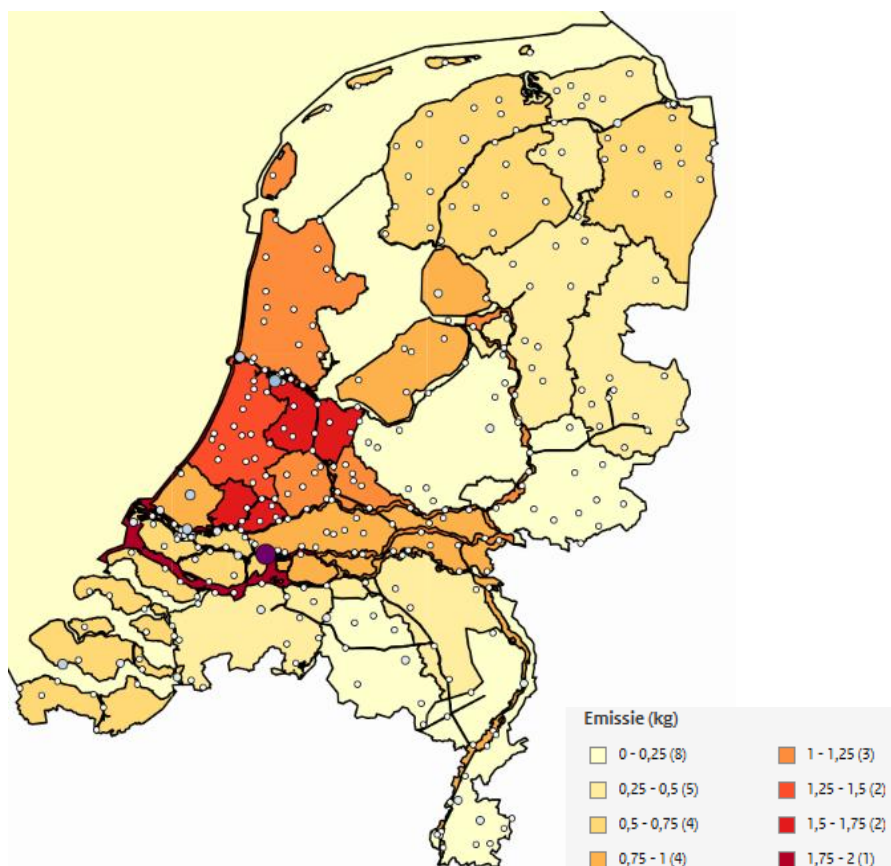 Emissie (kg)
0 - 0,25 (8)
0,25 - 0,5 (5)
0,5 - 0,75 (4)
0,75 - 1 (4)
1 - 1,25 (3)
1,25 - 1,5 (2)
1,5 - 1,75 (2)
1,75 - 2 (1)